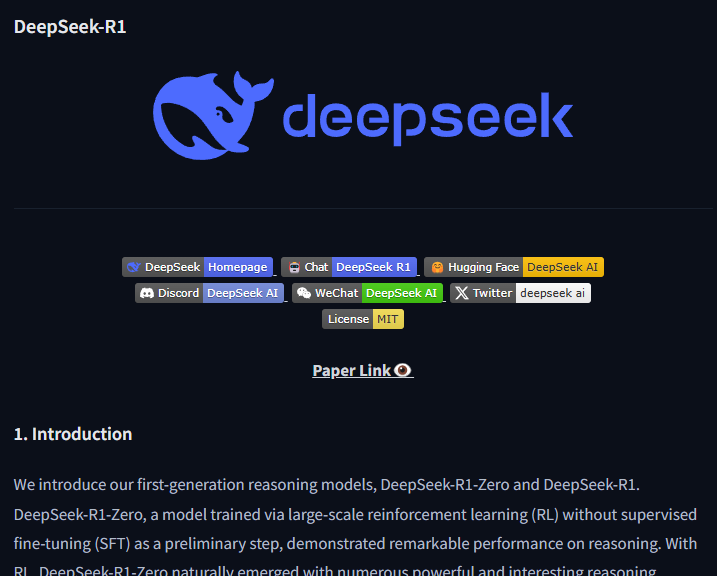 DeepSeek-R1
deepseek
DeepSeek Homepage Chat DeepSeek R1 Hugging Face DeepSeek AI
Discord DeepSeek AI WeChat DeepSeek AI Twitter deepseek ai
License MIT
Paper Link👁️
1. Introduction
We introduce our first-generation reasoning models, DeepSeek-R1-Zero and DeepSeek-R1.
DeepSeek-R1-Zero, a model trained via large-scale reinforcement learning (RL) without supervised
fine-tuning (SFT) as a preliminary step, demonstrated remarkable performance on reasoning. With
RL, DeepSeek-R1-Zero naturally emerged with numerous powerful and interesting reasoning